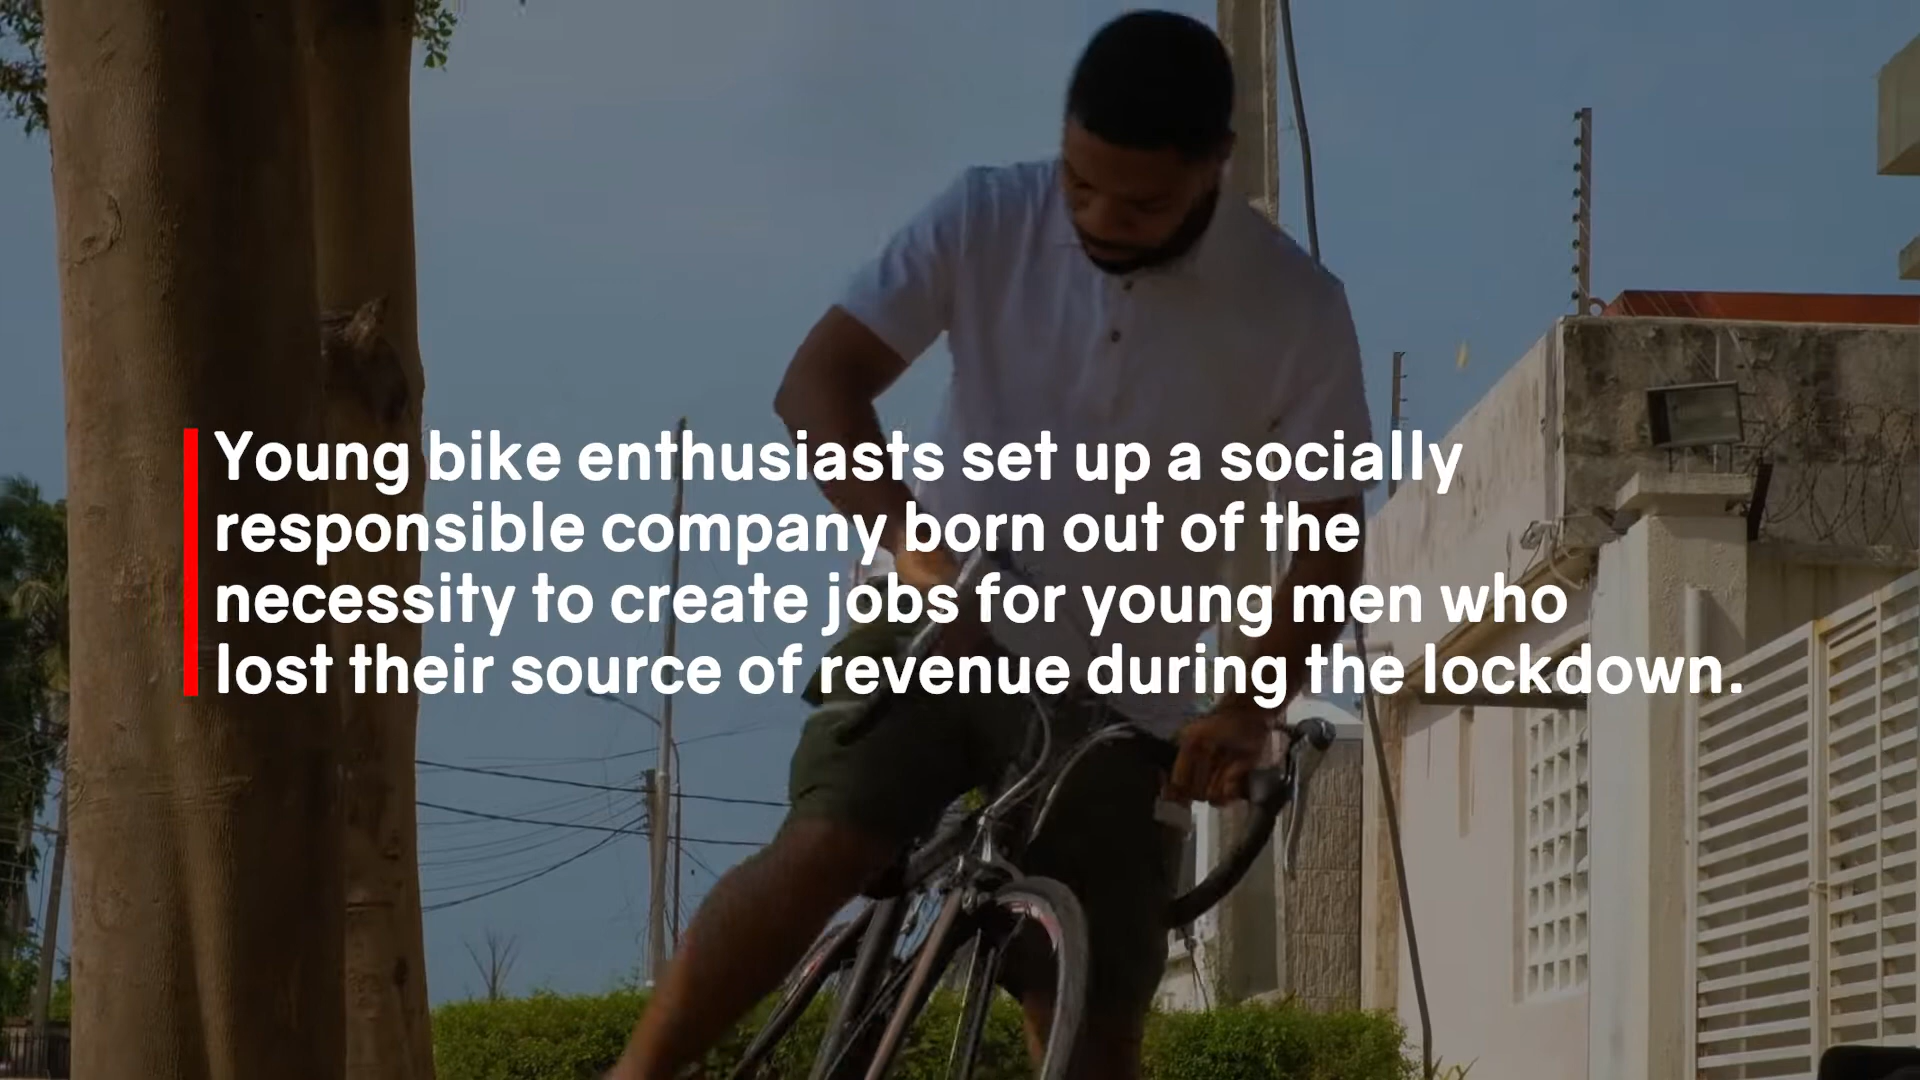 Young bike enthusiasts set up a socially
responsible company born out of the
necessity to create jobs for young men who
lost their source of revenue during the lockdown.